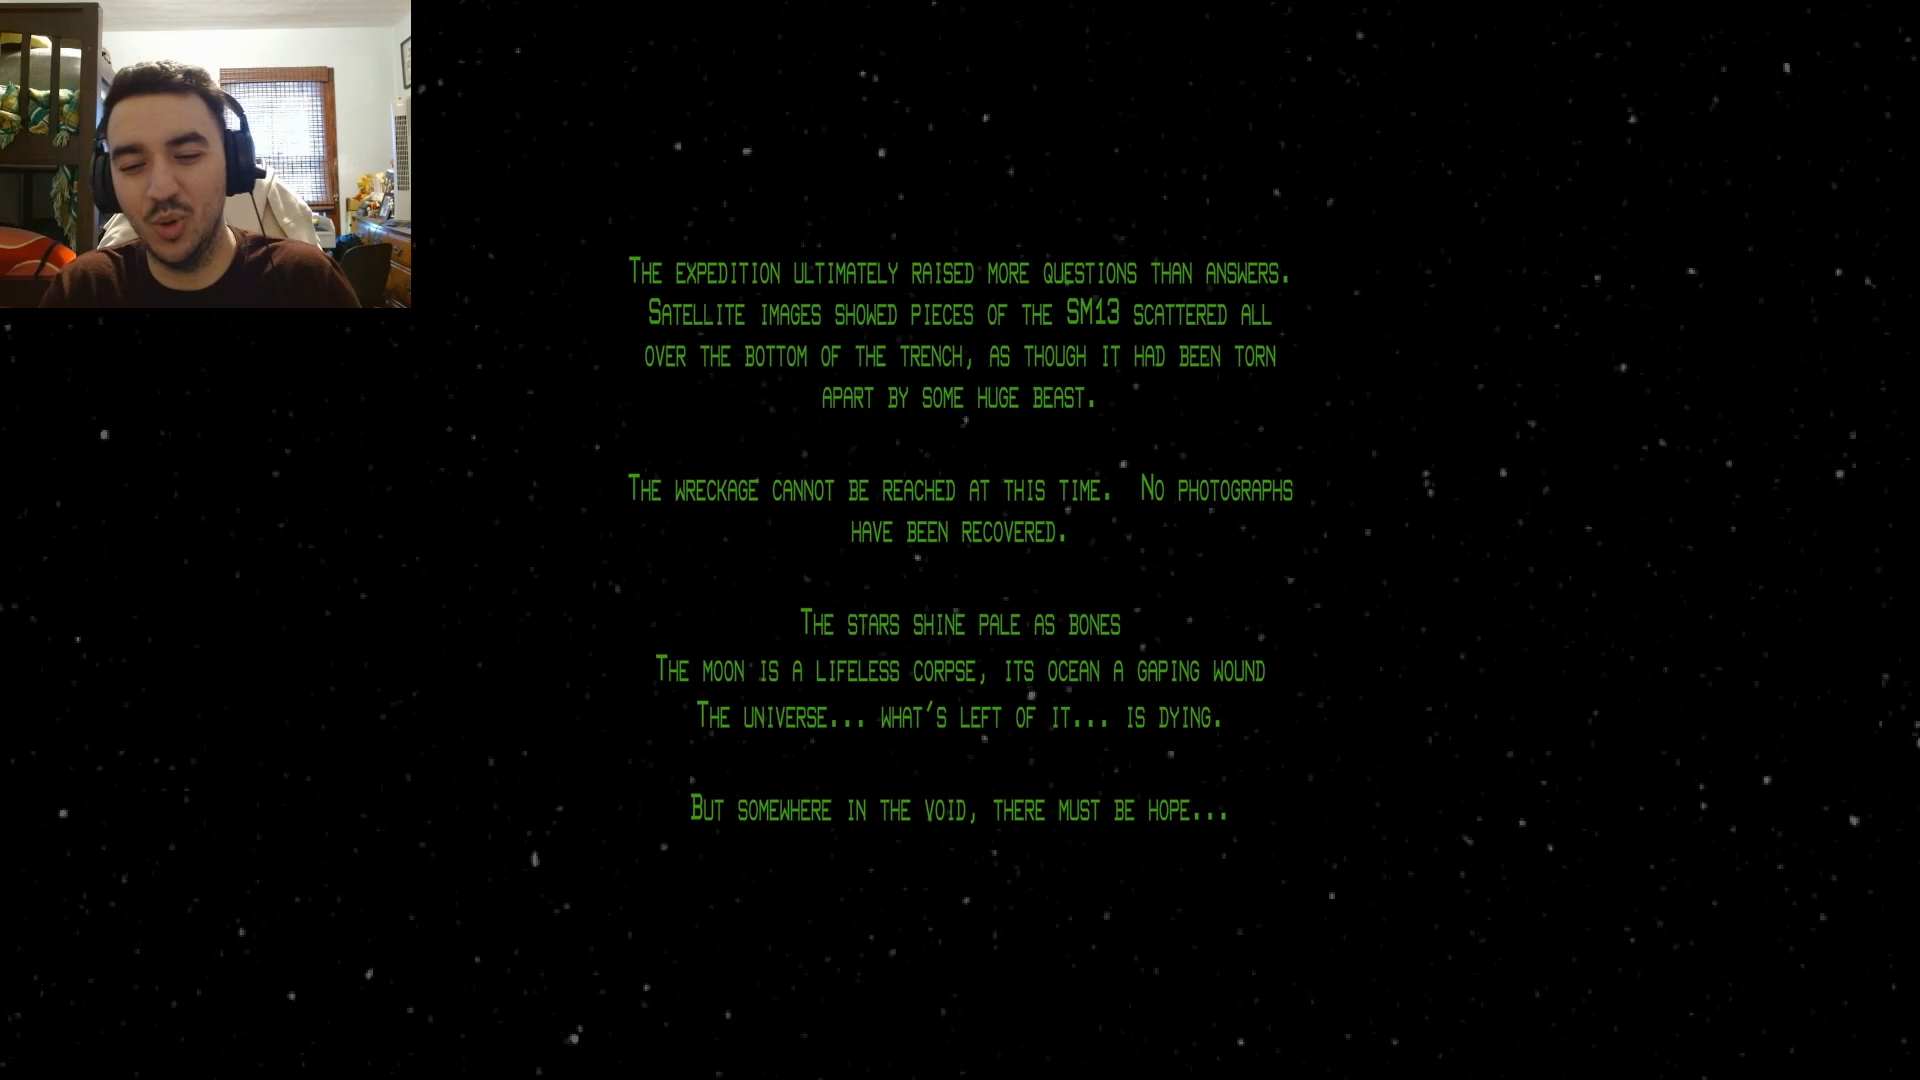 The expedition ultimately raised more questions than answers.
Satellite images showed pieces of the SM13 scattered all
over the bottom of the trench, as though it had been torn
apart by some huge beast.
The wreckage cannot be reached at this time.  No photographs
have been recovered.
The stars shine pale as bones
The moon is a lifeless corpse, its ocean a gaping wound
The universe... what's left of it... is dying.
But somewhere in the void, there must be hope...